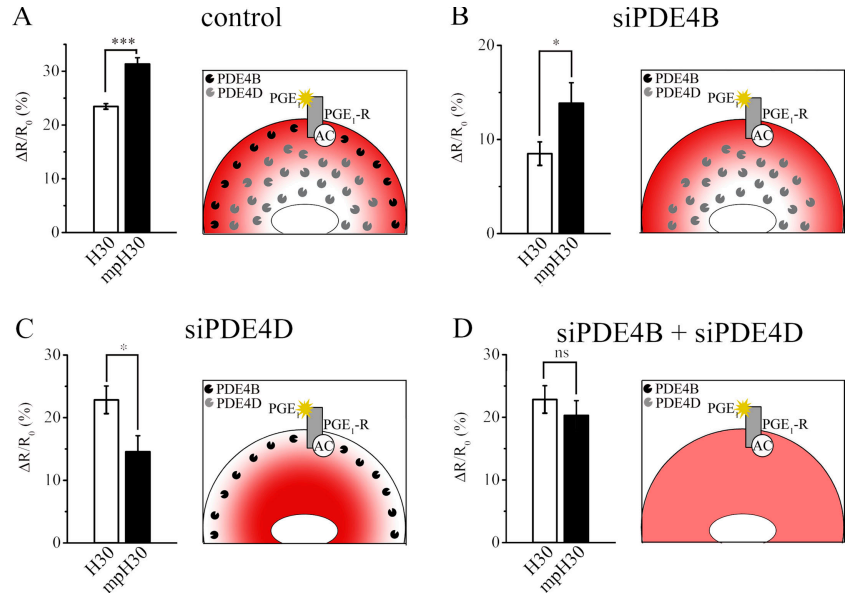 A
control
***
30
20
10
0
ΔR/R₀ (%)
H30
mpH30
PDE4B
PDE4D
PGE₁
PGE₁-R
AC
B
siPDE4B
*
20
10
0
ΔR/R₀ (%)
H30
mpH30
PDE4B
PDE4D
PGE₁
PGE₁-R
AC
C
siPDE4D
*
30
20
10
0
ΔR/R₀ (%)
H30
mpH30
PDE4B
PDE4D
PGE₁
PGE₁-R
AC
D
siPDE4B + siPDE4D
ns
30
20
10
0
ΔR/R₀ (%)
H30
mpH30
PDE4B
PDE4D
PGE₁
PGE₁-R
AC